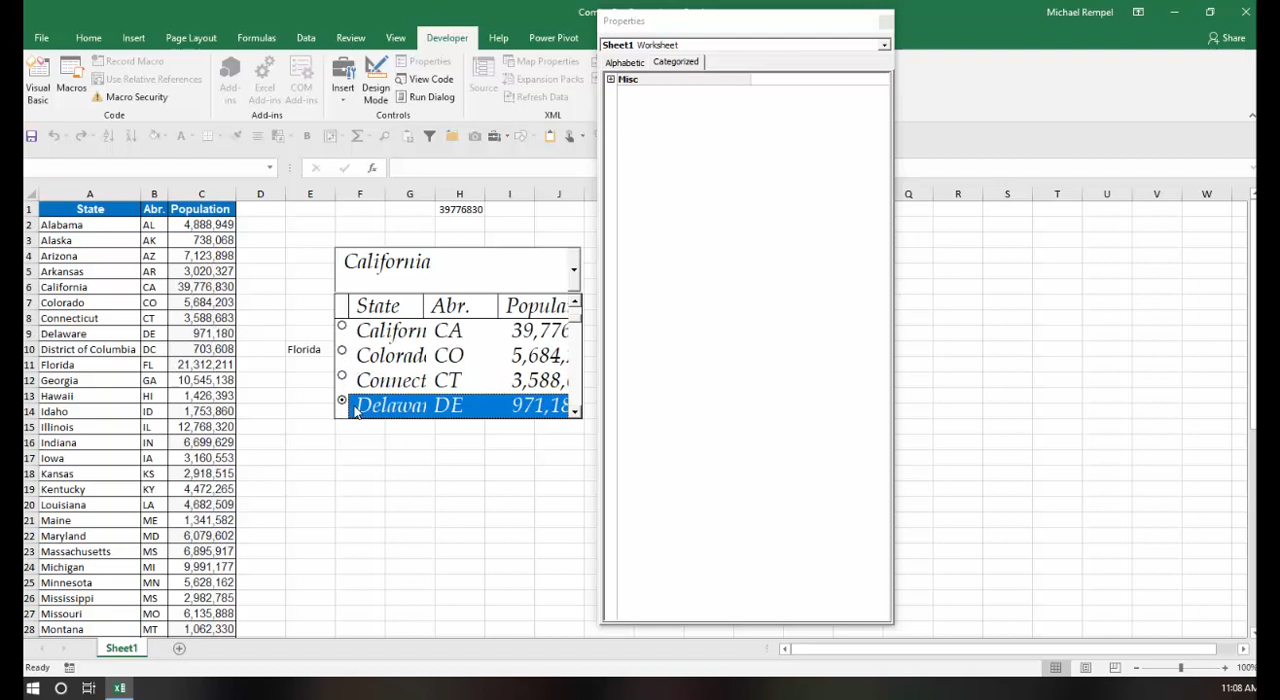 Com
Michael Rempel
Properties
File Home Insert Page Layout Formulas Data Review View Developer Help Power Pivot
Share
Visual Basic
Macros
Record Macro
Use Relative References
Macro Security
Code
Add-ins
Excel Add-ins
COM Add-ins
Add-ins
Insert
Design Mode
Properties
View Code
Run Dialog
Controls
Source
Map Properties
Expansion Packs
Refresh Data
XML
Sheet1 Worksheet
Alphabetic Categorized
Misc
A B C D E F G H I J Q R S T U V W
1 State Abr. Population 39776830
2 Alabama AL 4,888,949
3 Alaska AK 738,068
4 Arizona AZ 7,123,898
5 Arkansas AR 3,020,327
6 California CA 39,776,830
7 Colorado CO 5,684,203
8 Connecticut CT 3,588,683
9 Delaware DE 971,180
10 District of Columbia DC 703,608 Florida
11 Florida FL 21,312,211
12 Georgia GA 10,545,138
13 Hawaii HI 1,426,393
14 Idaho ID 1,753,860
15 Illinois IL 12,768,320
16 Indiana IN 6,699,629
17 Iowa IA 3,160,553
18 Kansas KS 2,918,515
19 Kentucky KY 4,472,265
20 Louisiana LA 4,682,509
21 Maine ME 1,341,582
22 Maryland MD 6,079,602
23 Massachusetts MS 6,895,917
24 Michigan MI 9,991,177
25 Minnesota MN 5,628,162
26 Mississippi MS 2,982,785
27 Missouri MO 6,135,888
28 Montana MT 1,062,330
California
State Abr. Popula
Californ CA 39,776
Colorad CO 5,684,
Connect CT 3,588,
Delawar DE 971,18
Sheet1
Ready
100%
11:08 AM